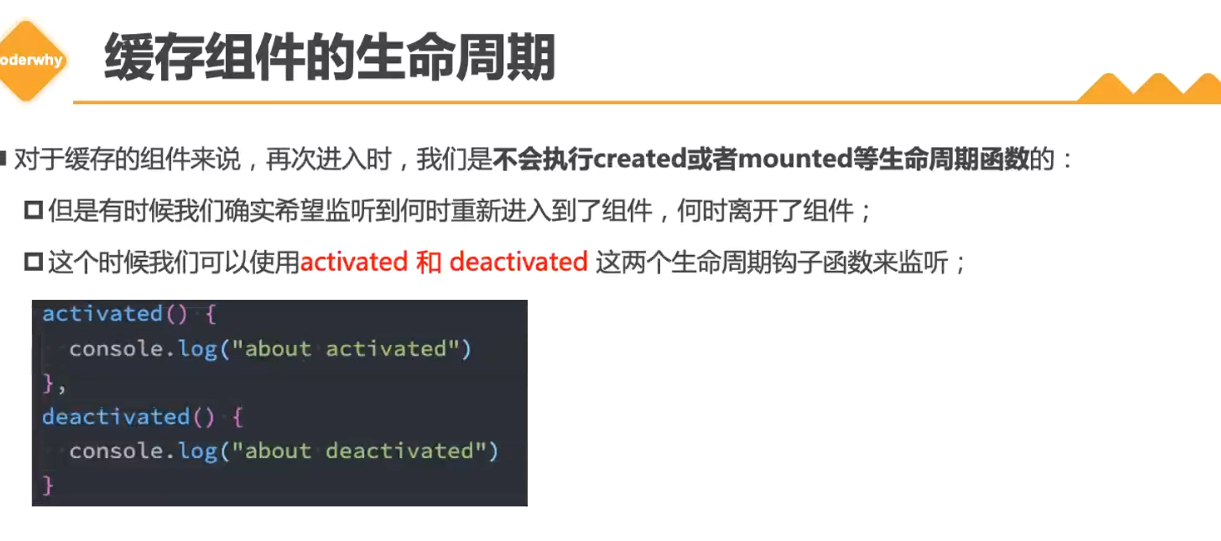 oderwhy
缓存组件的生命周期
对于缓存的组件来说，再次进入时，我们是不会执行created或者mounted等生命周期函数的：
但是有时候我们确实希望监听到何时重新进入到了组件，何时离开了组件；
这个时候我们可以使用activated 和 deactivated 这两个生命周期钩子函数来监听；
activated() {
  console.log("about activated")
},
deactivated() {
  console.log("about deactivated")
}